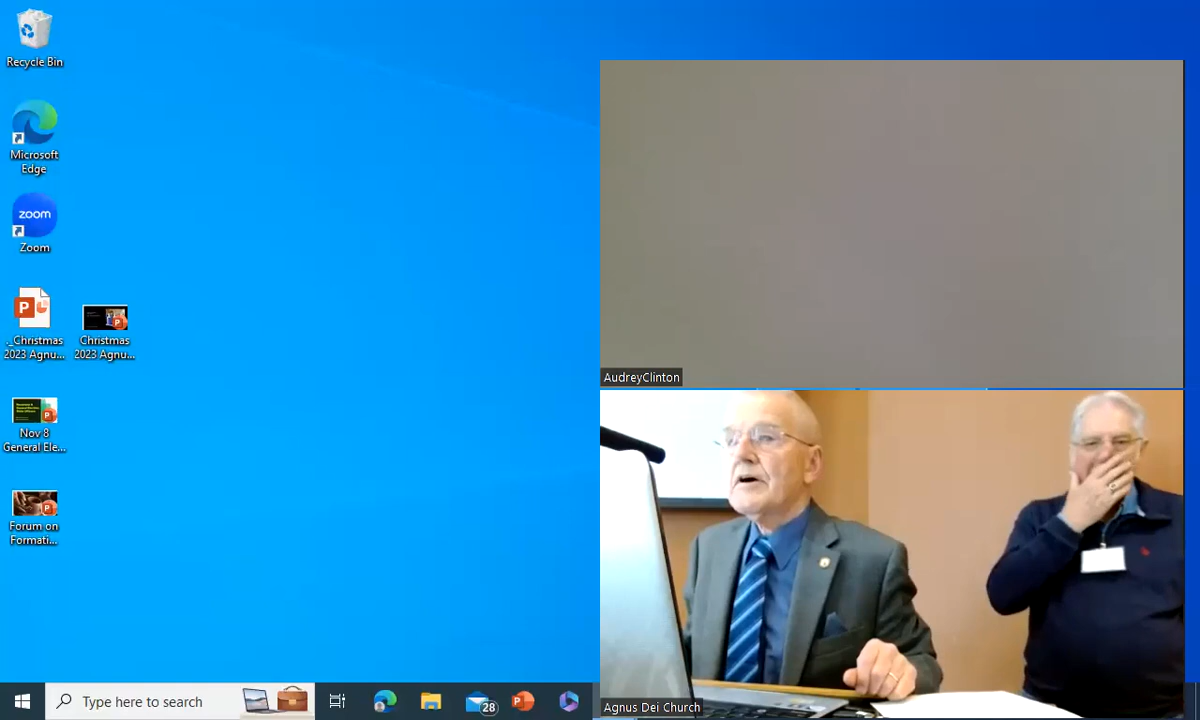 Recycle Bin
Microsoft
Edge
zoom
Zoom
._Christmas
2023 Agnu...
Christmas
2023 Agnu...
Nov 8
General Ele...
Forum on
Formati...
AudreyClinton
Agnus Dei Church
Type here to search
28